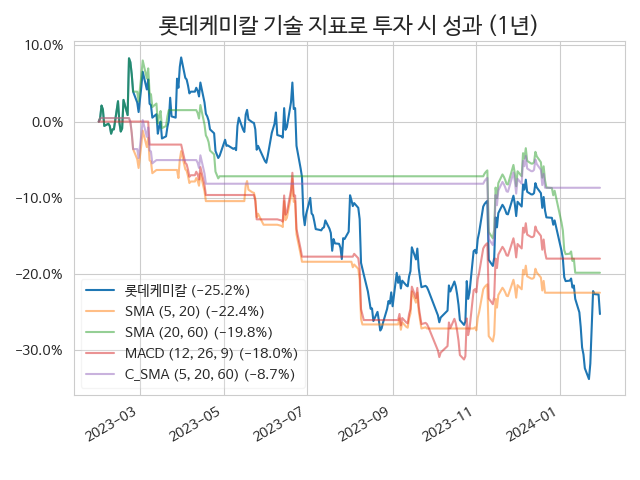 롯데케미칼 기술 지표로 투자 시 성과 (1년)
10.0%
0.0%
−10.0%
−20.0%
−30.0%
롯데케미칼 (−25.2%)
SMA (5, 20) (−22.4%)
SMA (20, 60) (−19.8%)
MACD (12, 26, 9) (−18.0%)
C_SMA (5, 20, 60) (−8.7%)
2023−03
2023−05
2023−07
2023−09
2023−11
2024−01